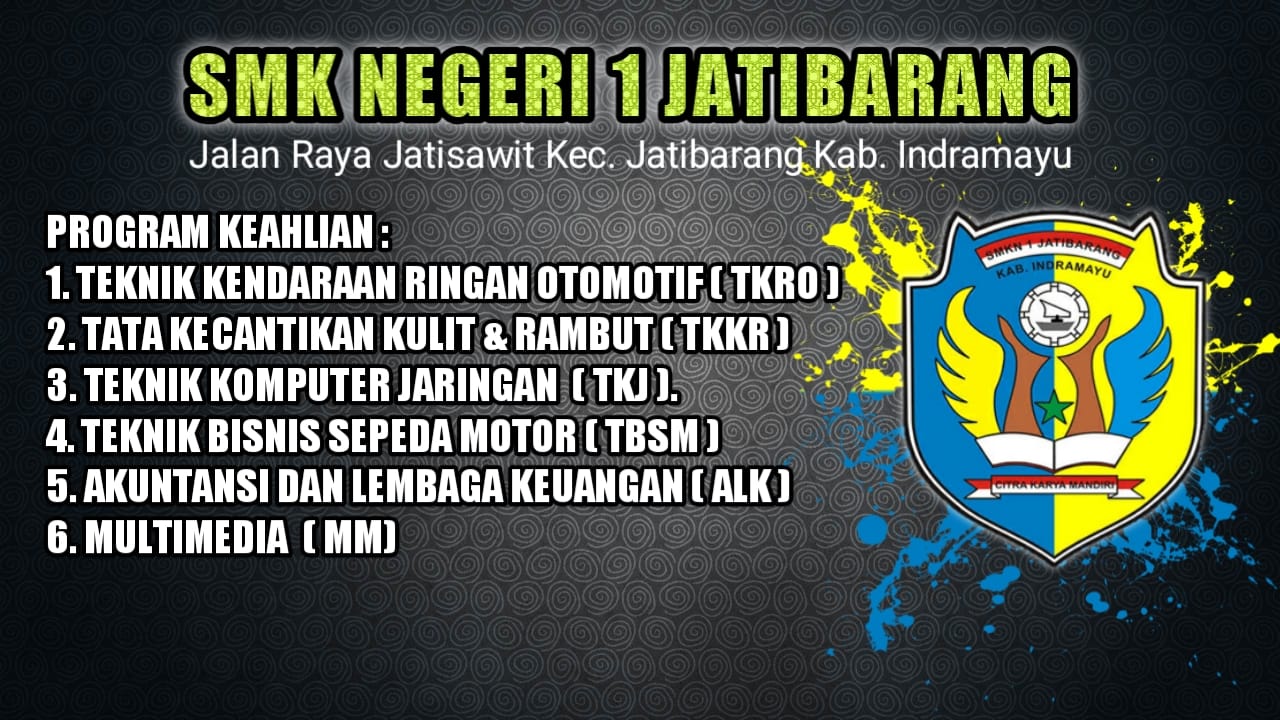 SMK NEGERI 1 JATIBARANG
Jalan Raya Jatisawit Kec. Jatibarang Kab. Indramayu
PROGRAM KEAHLIAN :
1. TEKNIK KENDARAAN RINGAN OTOMOTIF ( TKRO )
2. TATA KECANTIKAN KULIT & RAMBUT ( TKKR )
3. TEKNIK KOMPUTER JARINGAN ( TKJ ).
4. TEKNIK BISNIS SEPEDA MOTOR ( TBSM )
5. AKUNTANSI DAN LEMBAGA KEUANGAN ( ALK )
6. MULTIMEDIA ( MM)
SMKN 1 JATIBARANG
KAB. INDRAMAYU
CITRA KARYA MANDIRI